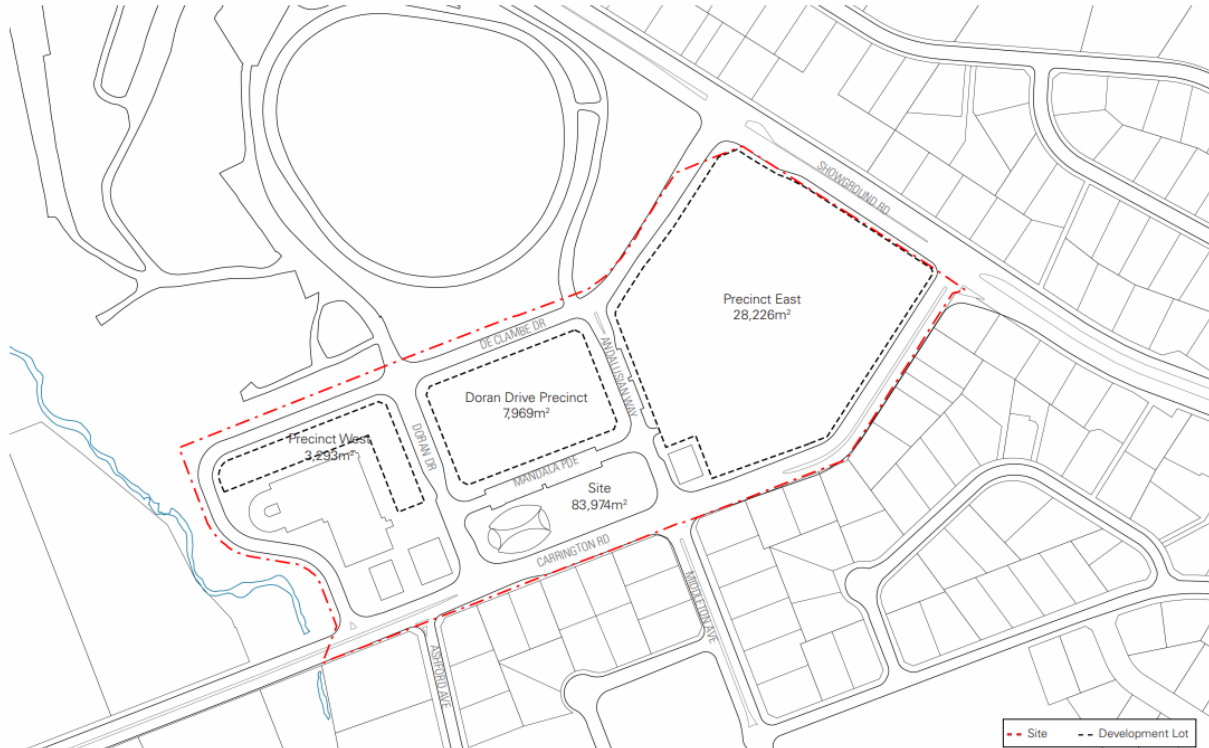 SHOWGROUND RD
Precinct East
28,226m²
DE CLAMBE DR
ANDALUSIAN WAY
Doran Drive Precinct
7,969m²
Precinct West
3,293m²
DORAN DR
MANDALA PDE
Site
83,974m²
CARRINGTON RD
MIDDLETON AVE
ASHFORD AVE
Site
Development Lot